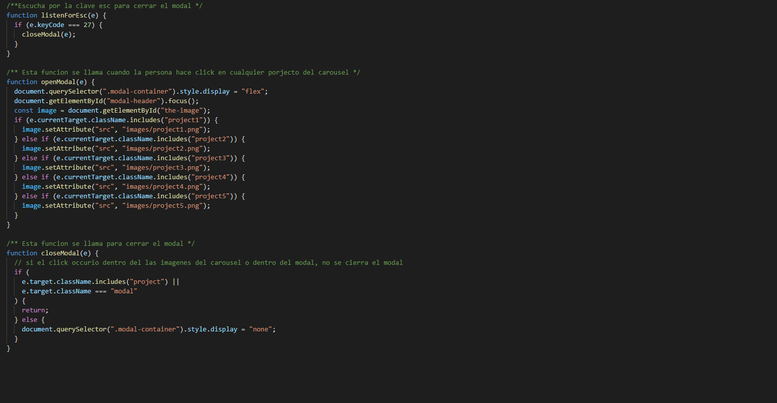 /**Escucha por la clave esc para cerrar el modal */
function listenForEsc(e) {
  if (e.keyCode === 27) {
    closeModal(e);
  }
}
/** Esta funcion se llama cuando la persona hace click en cualquier porjecto del carousel */
function openModal(e) {
  document.querySelector(".modal-container").style.display = "flex";
  document.getElementById("modal-header").focus();
  const image = document.getElementById("the-image");
  if (e.currentTarget.className.includes("project1")) {
    image.setAttribute("src", "images/project1.png");
  } else if (e.currentTarget.className.includes("project2")) {
    image.setAttribute("src", "images/project2.png");
  } else if (e.currentTarget.className.includes("project3")) {
    image.setAttribute("src", "images/project3.png");
  } else if (e.currentTarget.className.includes("project4")) {
    image.setAttribute("src", "images/project4.png");
  } else if (e.currentTarget.className.includes("project5")) {
    image.setAttribute("src", "images/project5.png");
  }
}
/** Esta funcion se llama para cerrar el modal */
function closeModal(e) {
  // si el click occurio dentro del las imagenes del carousel o dentro del modal, no se cierra el modal
  if (
    e.target.className.includes("project") ||
    e.target.className === "modal"
  ) {
    return;
  } else {
    document.querySelector(".modal-container").style.display = "none";
  }
}